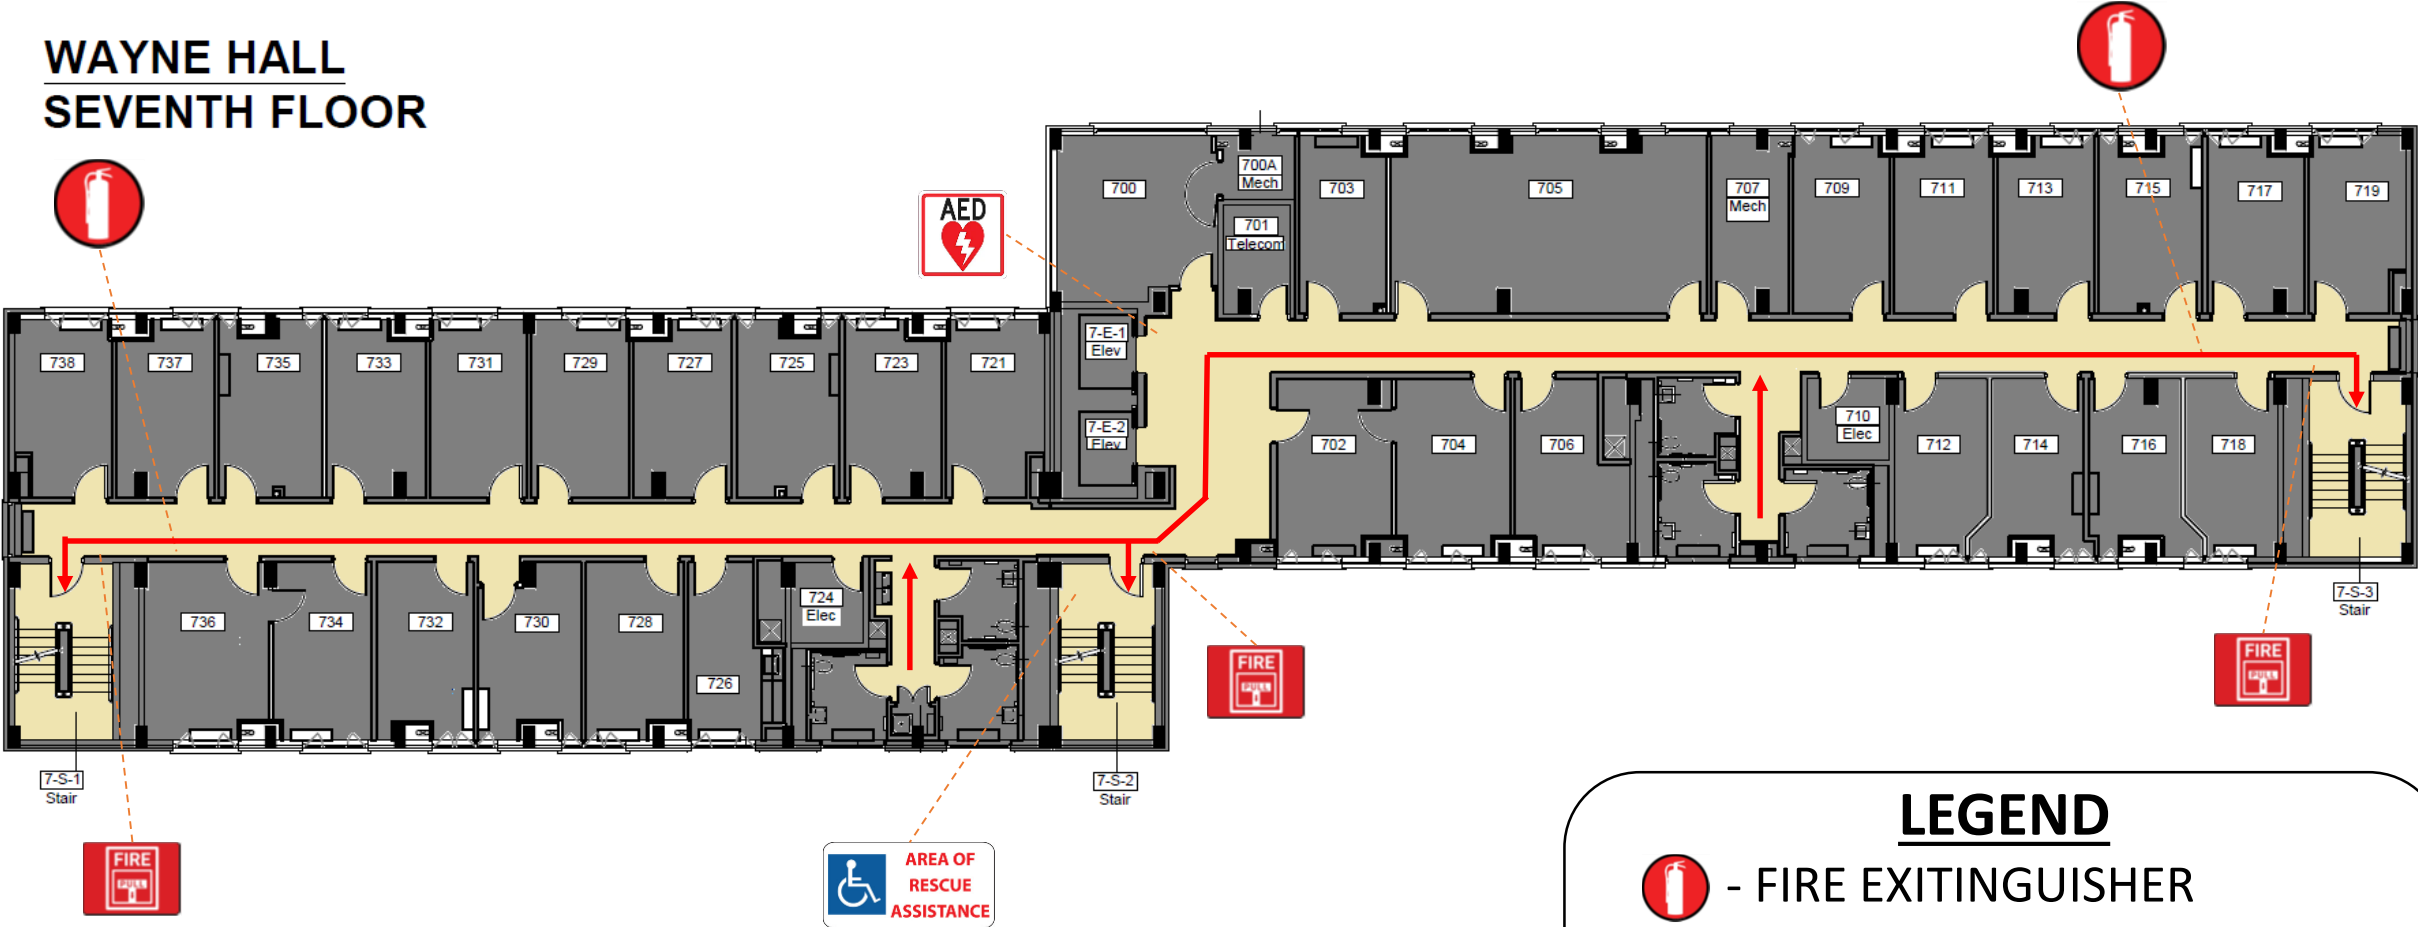 WAYNE HALL
SEVENTH FLOOR
AED
700
700A
Mech
701
Telecom
703
705
707
Mech
709
711
713
715
717
719
7-E-1
Elev
7-E-2
Elev
738
737
735
733
731
729
727
725
723
721
702
704
706
710
Elec
712
714
716
718
736
734
732
730
728
726
724
Elec
7-S-1
Stair
7-S-2
Stair
7-S-3
Stair
FIRE
PULL
FIRE
PULL
FIRE
PULL
AREA OF
RESCUE
ASSISTANCE
LEGEND
- FIRE EXITINGUISHER